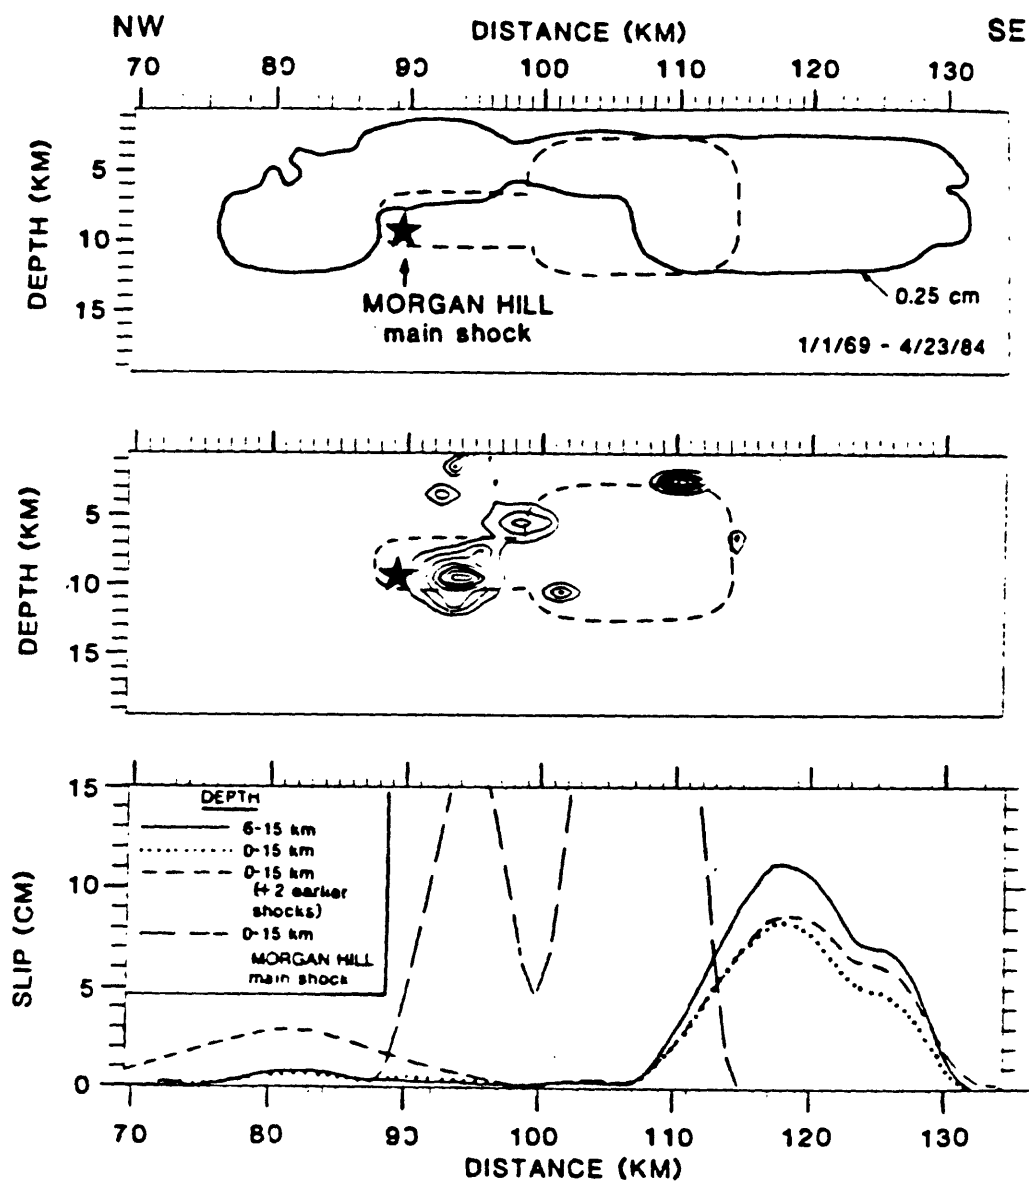 NW DISTANCE (KM) SE
70 80 90 100 110 120 130
DEPTH (KM)
5
10
15
MORGAN HILL
main shock
0.25 cm
1/1/69 - 4/23/84
DEPTH (KM)
5
10
15
SLIP (CM)
15
10
5
0
DEPTH
6-15 km
0-15 km
0-15 km
(+2 earlier
shocks)
0-15 km
MORGAN HILL
main shock
70 80 90 100 110 120 130
DISTANCE (KM)